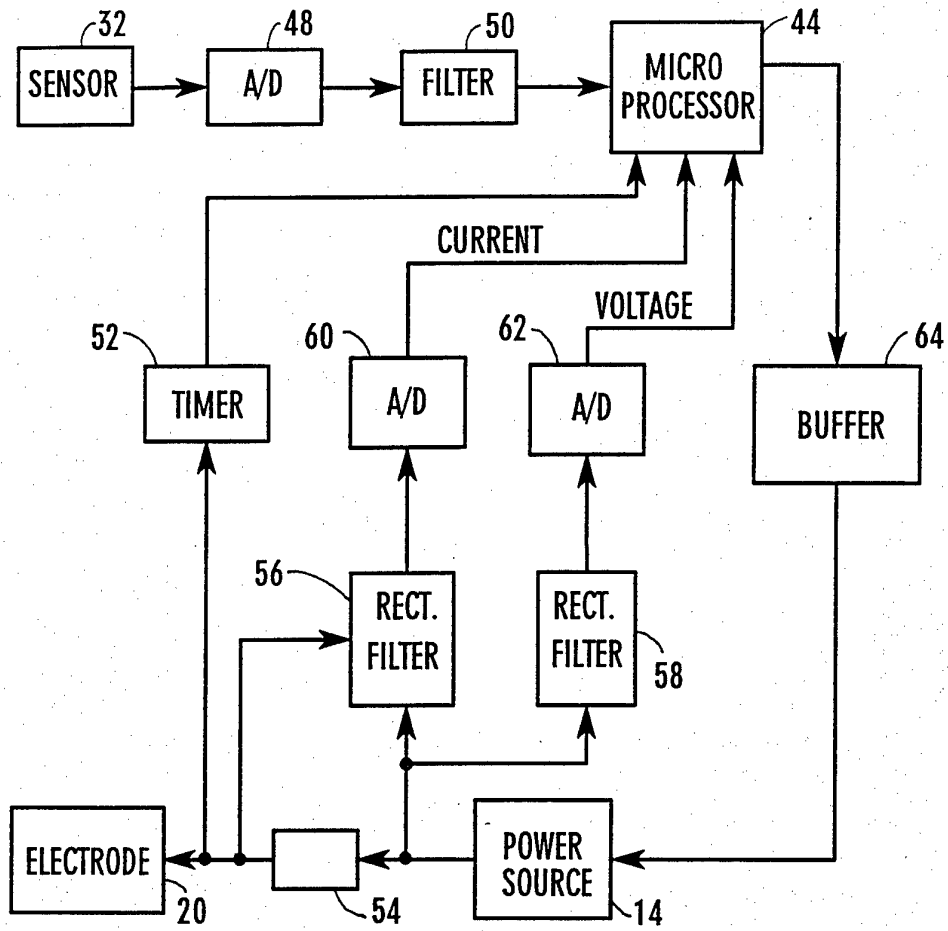 32
48
50
44
SENSOR
A/D
FILTER
MICRO
PROCESSOR
CURRENT
VOLTAGE
52
60
62
64
TIMER
A/D
A/D
BUFFER
56
RECT.
FILTER
RECT.
FILTER
58
ELECTRODE
POWER
SOURCE
20
54
14